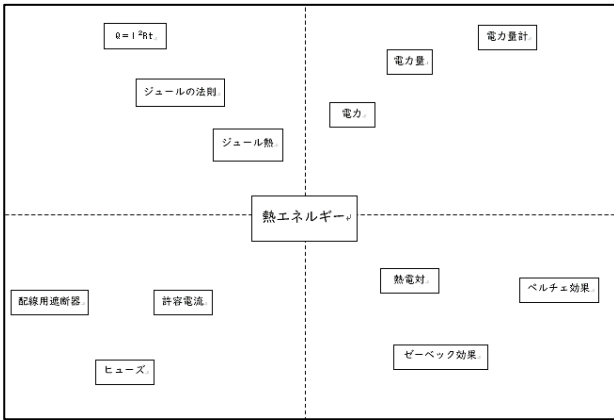 Q=I²Rt
ジュールの法則
ジュール熱
電力量計
電力量
電力
熱エネルギー
配線用遮断器
許容電流
ヒューズ
熱電対
ペルチェ効果
ゼーベック効果